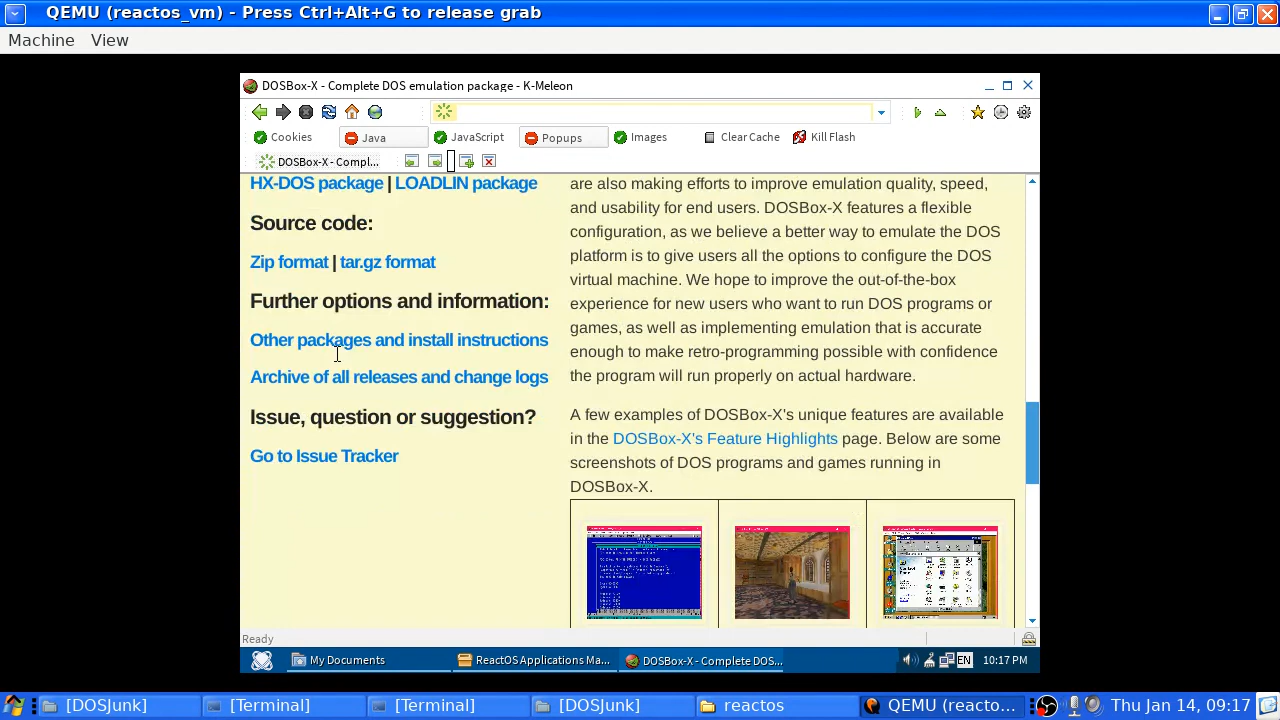 QEMU (reactos_vm) - Press Ctrl+Alt+G to release grab
Machine View
DOSBox-X - Complete DOS emulation package - K-Meleon
Cookies Java JavaScript Popups Images Clear Cache Kill Flash
DOSBox-X - Compl...
HX-DOS package | LOADLIN package
Source code:
Zip format | tar.gz format
Further options and information:
Other packages and install instructions
Archive of all releases and change logs
Issue, question or suggestion?
Go to Issue Tracker
are also making efforts to improve emulation quality, speed,
and usability for end users. DOSBox-X features a flexible
configuration, as we believe a better way to emulate the DOS
platform is to give users all the options to configure the DOS
virtual machine. We hope to improve the out-of-the-box
experience for new users who want to run DOS programs or
games, as well as implementing emulation that is accurate
enough to make retro-programming possible with confidence
the program will run properly on actual hardware.
A few examples of DOSBox-X's unique features are available
in the DOSBox-X's Feature Highlights page. Below are some
screenshots of DOS programs and games running in
DOSBox-X.
Ready
My Documents ReactOS Applications Ma... DOSBox-X - Complete DOS... EN 10:17 PM
[DOSJunk] [Terminal] [Terminal] [DOSJunk] reactos QEMU (reacto... Thu Jan 14, 09:17